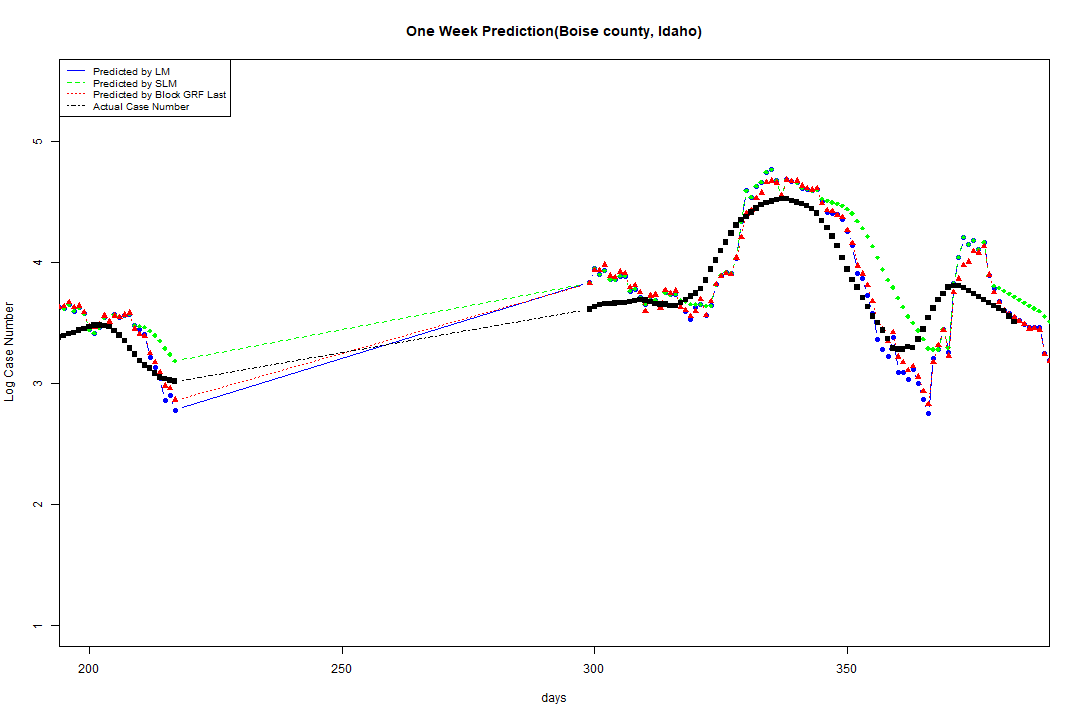 One Week Prediction(Boise county, Idaho)
Predicted by LM
Predicted by SLM
Predicted by Block GRF Last
Actual Case Number
5
4
3
2
1
Log Case Number
200
250
300
350
days